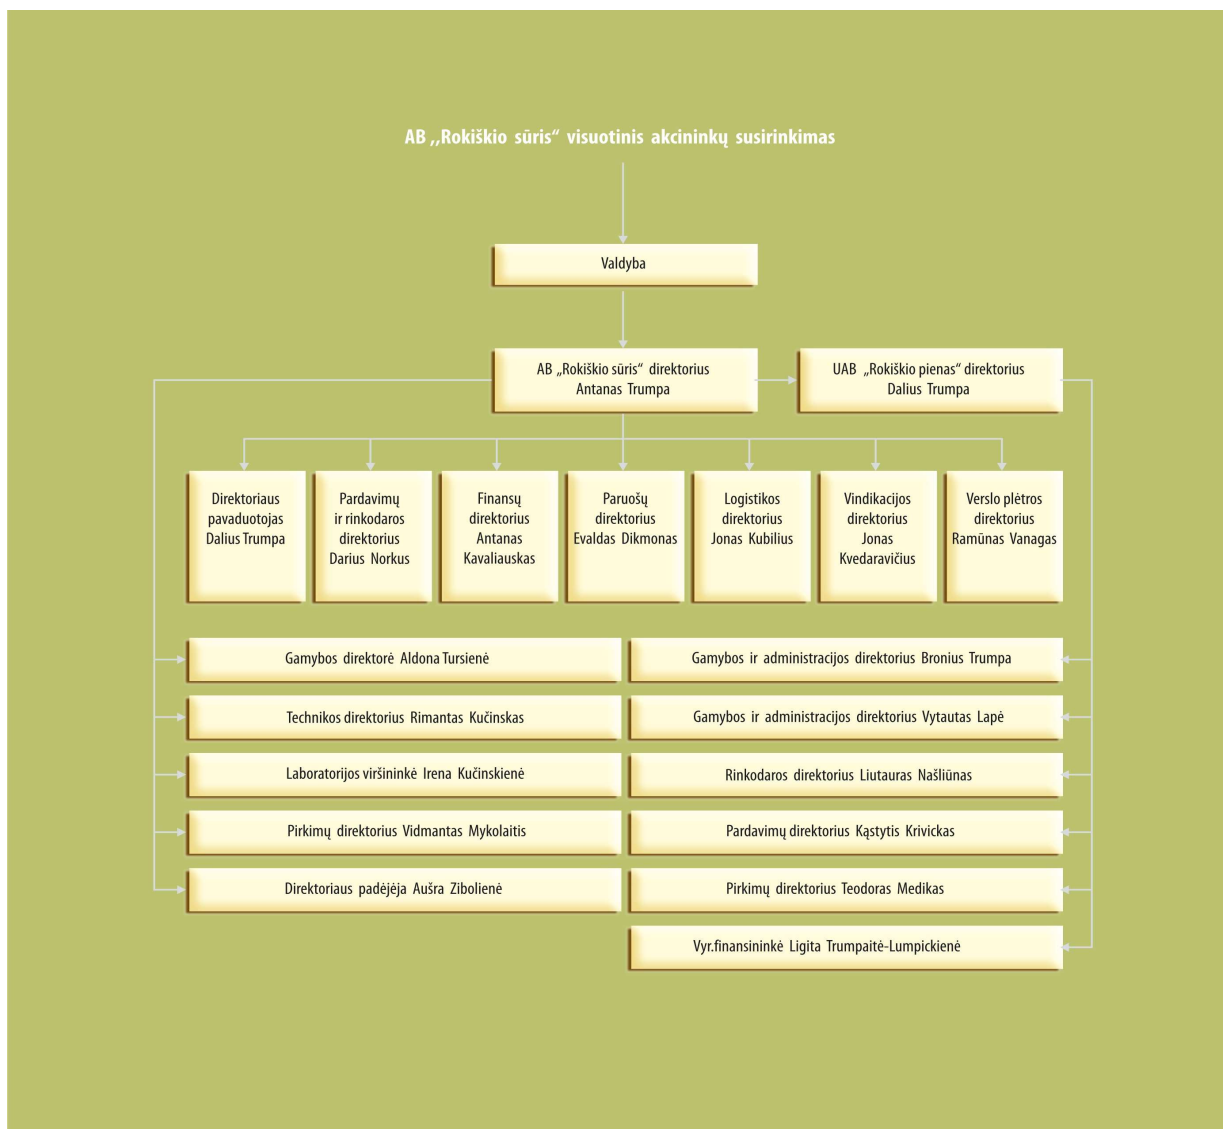 AB ,,Rokiškio sūris“ visuotinis akcininkų susirinkimas
Valdyba
AB „Rokiškio sūris“ direktorius
Antanas Trumpa
UAB „Rokiškio pienas“ direktorius
Dalius Trumpa
Direktoriaus
pavaduotojas
Dalius Trumpa
Pardavimų
ir rinkodaros
direktorius
Darius Norkus
Finansų
direktorius
Antanas
Kavaliauskas
Paruošų
direktorius
Evaldas Dikmonas
Logistikos
direktorius
Jonas Kubilius
Vindikacijos
direktorius
Jonas
Kvedaravičius
Verslo plėtros
direktorius
Ramūnas Vanagas
Gamybos direktorė Aldona Tursienė
Technikos direktorius Rimantas Kučinskas
Laboratorijos viršininkė Irena Kučinskienė
Pirkimų direktorius Vidmantas Mykolaitis
Direktoriaus padėjėja Aušra Zibolienė
Gamybos ir administracijos direktorius Bronius Trumpa
Gamybos ir administracijos direktorius Vytautas Lapė
Rinkodaros direktorius Liutauras Našliūnas
Pardavimų direktorius Kąstytis Krivickas
Pirkimų direktorius Teodoras Medikas
Vyr.finansininkė Ligita Trumpaitė-Lumpickienė